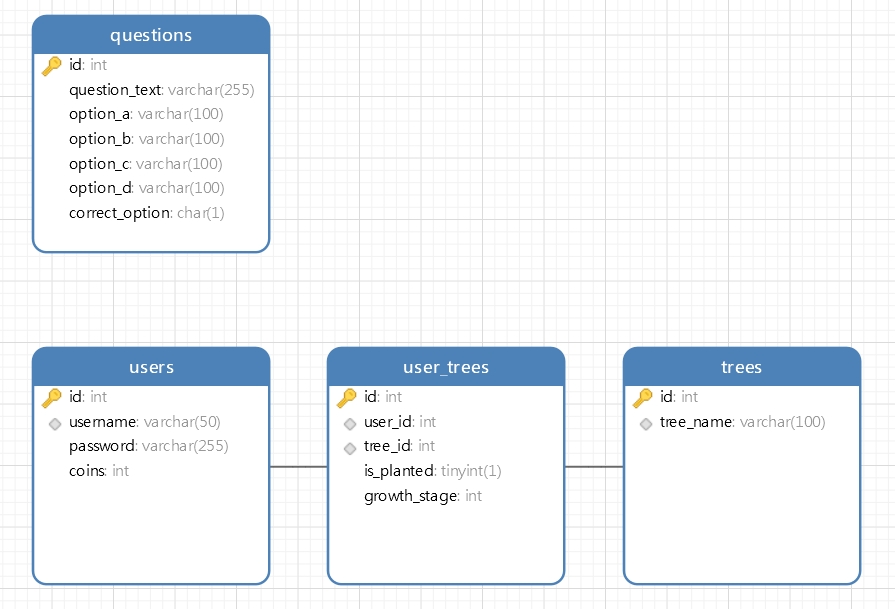 questions
id: int
question_text: varchar(255)
option_a: varchar(100)
option_b: varchar(100)
option_c: varchar(100)
option_d: varchar(100)
correct_option: char(1)
users
id: int
username: varchar(50)
password: varchar(255)
coins: int
user_trees
id: int
user_id: int
tree_id: int
is_planted: tinyint(1)
growth_stage: int
trees
id: int
tree_name: varchar(100)